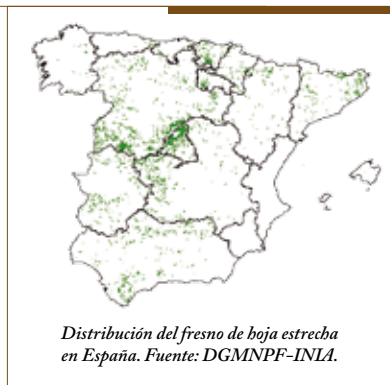 Distribución del fresno de hoja estrecha
en España. Fuente: DGMNPF-INIA.